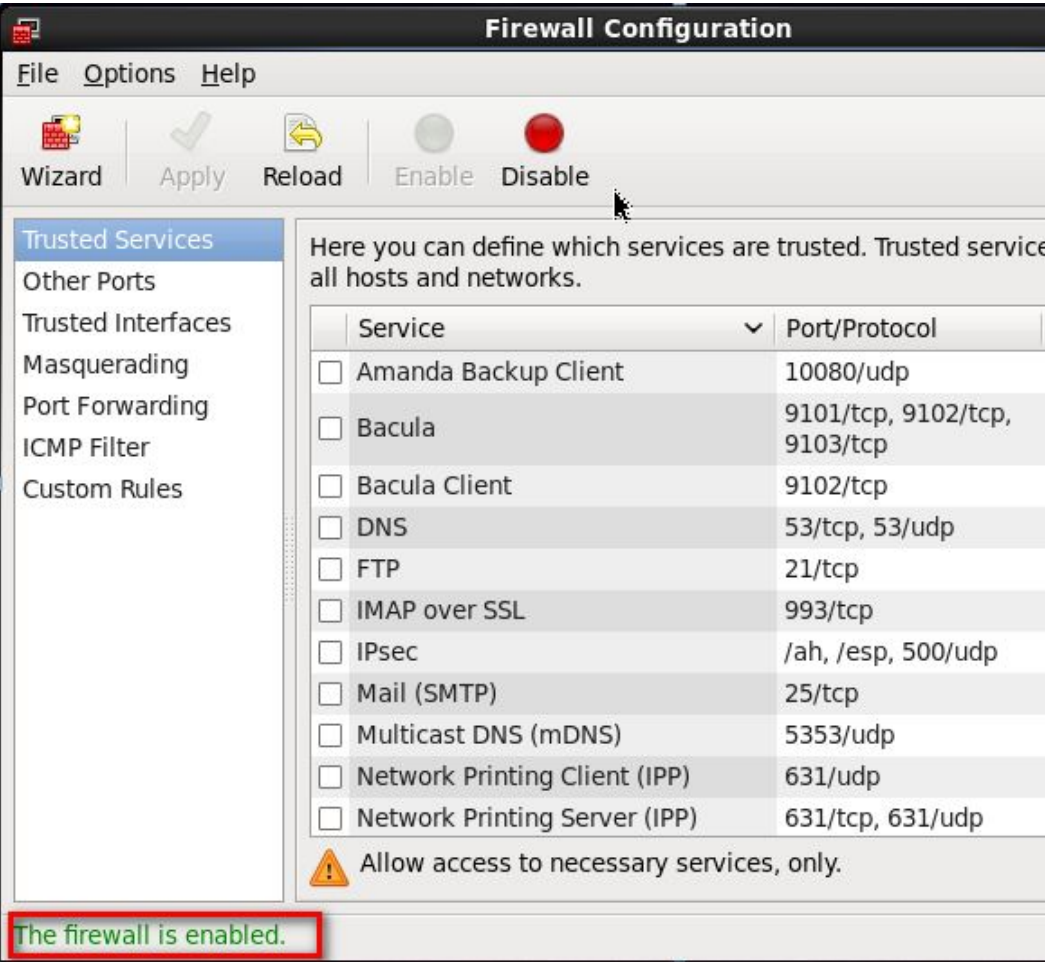 Firewall Configuration
File Options Help
Wizard Apply Reload Enable Disable
Trusted Services
Other Ports
Trusted Interfaces
Masquerading
Port Forwarding
ICMP Filter
Custom Rules
Here you can define which services are trusted. Trusted service
all hosts and networks.
Service Port/Protocol
Amanda Backup Client 10080/udp
Bacula 9101/tcp, 9102/tcp,
9103/tcp
Bacula Client 9102/tcp
DNS 53/tcp, 53/udp
FTP 21/tcp
IMAP over SSL 993/tcp
IPsec /ah, /esp, 500/udp
Mail (SMTP) 25/tcp
Multicast DNS (mDNS) 5353/udp
Network Printing Client (IPP) 631/udp
Network Printing Server (IPP) 631/tcp, 631/udp
Allow access to necessary services, only.
The firewall is enabled.